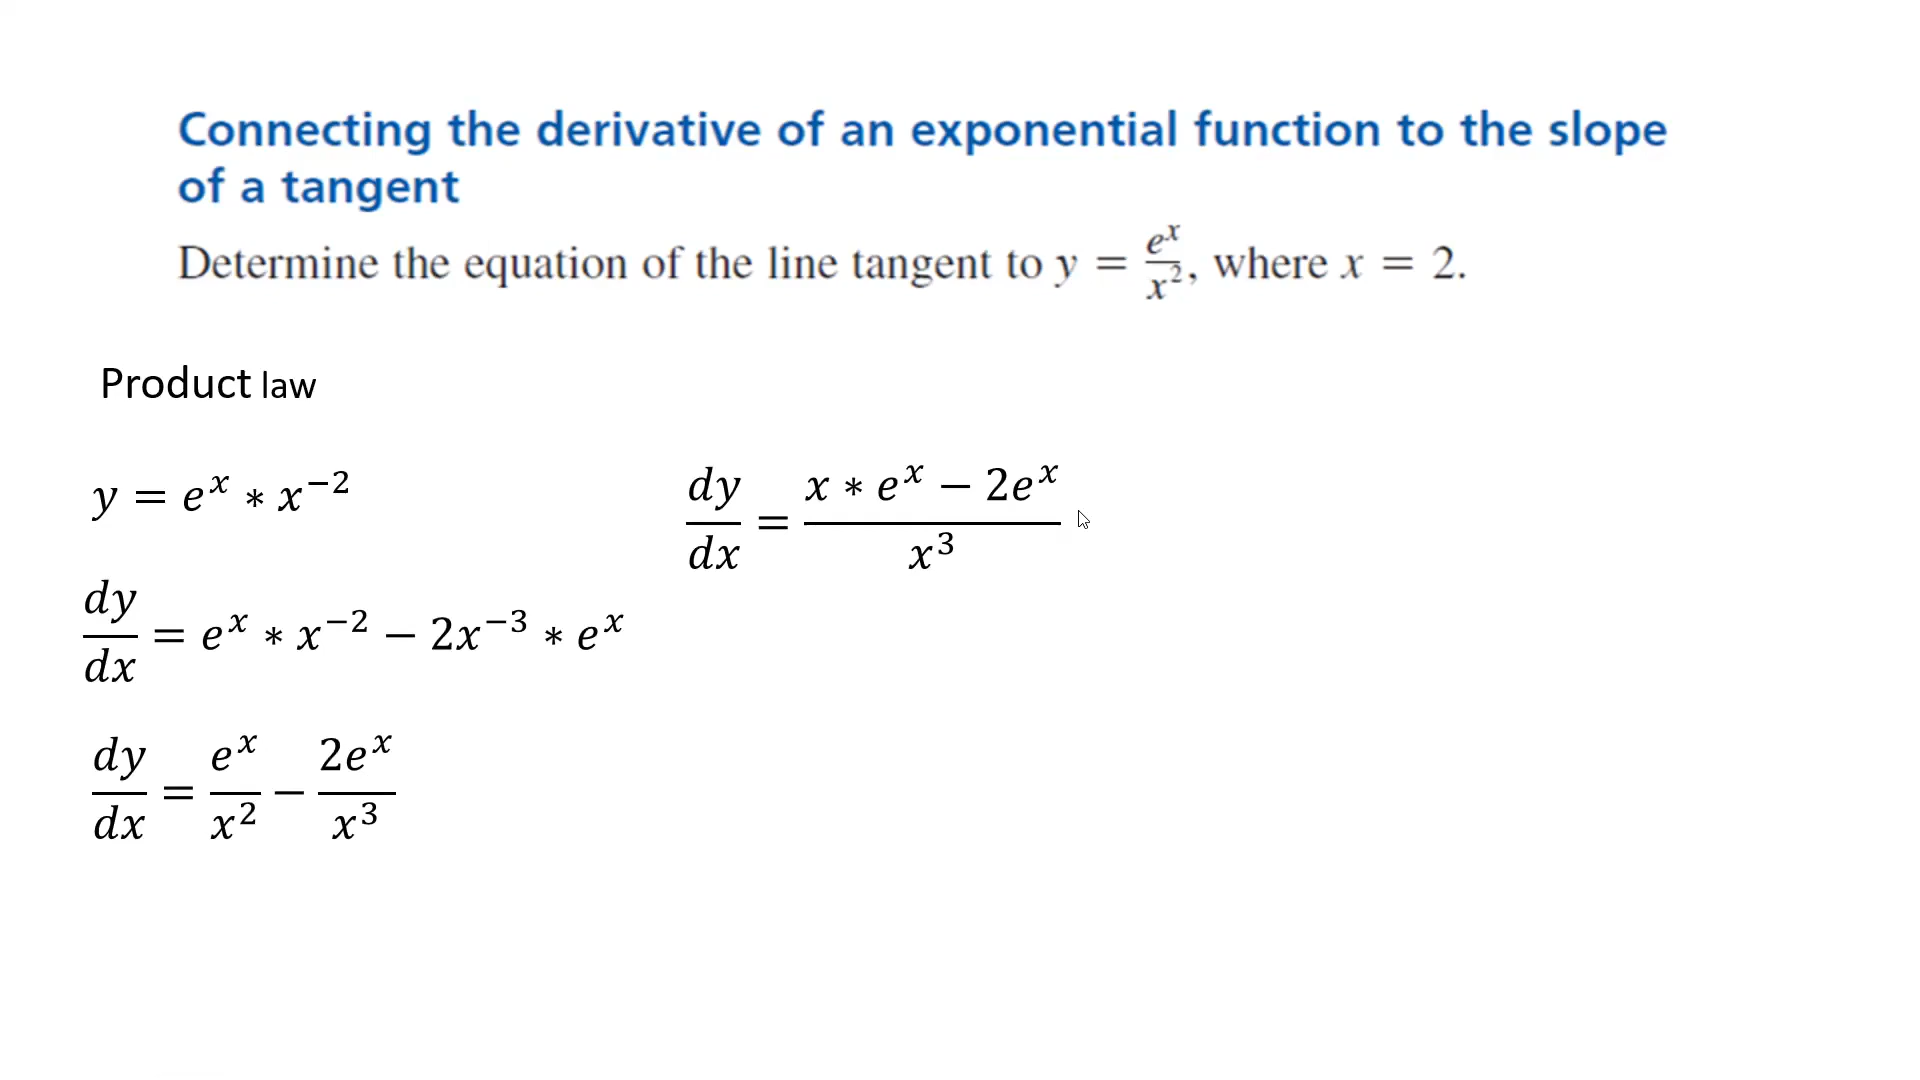 Connecting the derivative of an exponential function to the slope
of a tangent
Determine the equation of the line tangent to y = e^x/x^2, where x = 2.
Product law
y = e^x * x^−2
dy/dx = e^x * x^−2 − 2x^−3 * e^x
dy/dx = e^x/x^2 − 2e^x/x^3
dy/dx = (x * e^x − 2e^x)/x^3